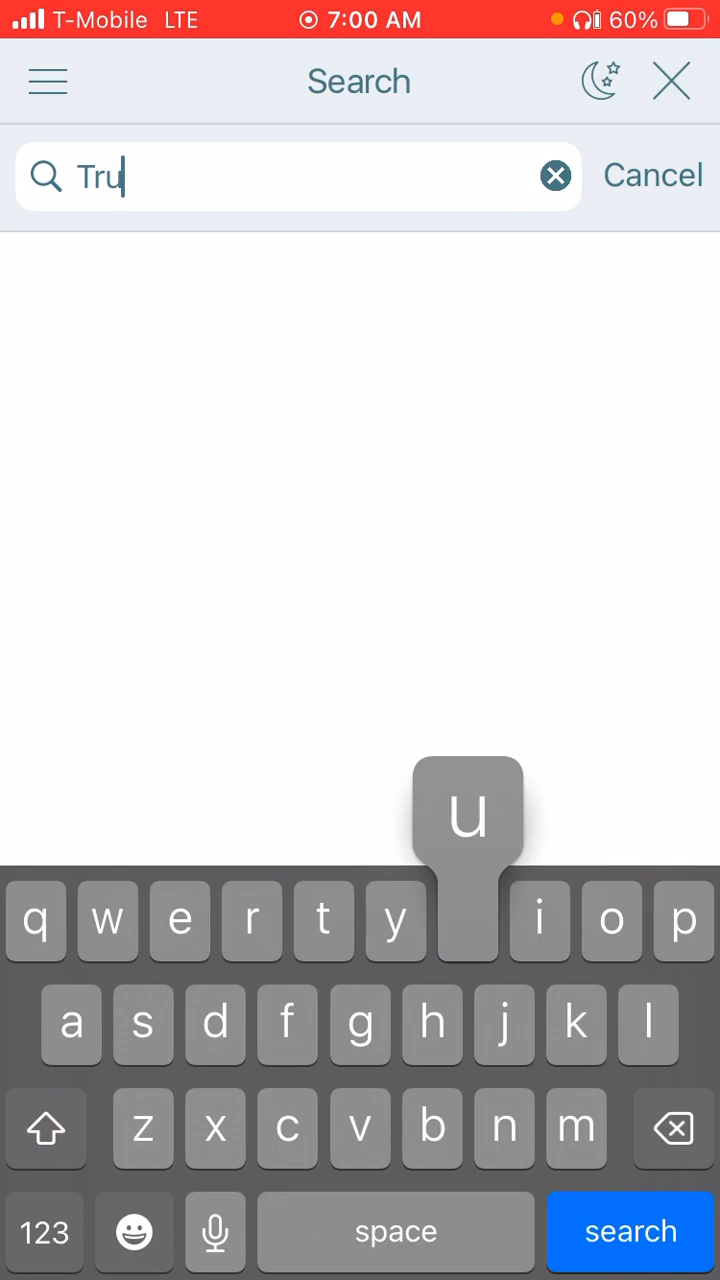 T-Mobile LTE 7:00 AM 60%
Search
Tru Cancel
u
q w e r t y i o p
a s d f g h j k l
z x c v b n m
123 space search